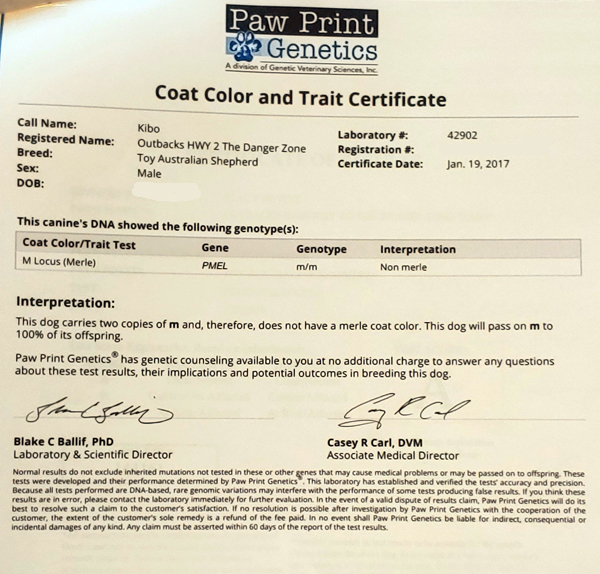 Paw Print
Genetics
A division of Genetic Veterinary Sciences, Inc.
Coat Color and Trait Certificate
Call Name: Kibo
Registered Name: Outbacks HWY 2 The Danger Zone
Breed: Toy Australian Shepherd
Sex: Male
DOB:
Laboratory #: 42902
Registration #:
Certificate Date: Jan. 19, 2017
This canine's DNA showed the following genotype(s):
Coat Color/Trait Test Gene Genotype Interpretation
M Locus (Merle) PMEL m/m Non merle
Interpretation:
This dog carries two copies of m and, therefore, does not have a merle coat color. This dog will pass on m to
100% of its offspring.
Paw Print Genetics® has genetic counseling available to you at no additional charge to answer any questions
about these test results, their implications and potential outcomes in breeding this dog.
Blake C Ballif, PhD
Laboratory & Scientific Director
Casey R Carl, DVM
Associate Medical Director
Normal results do not exclude inherited mutations not tested in these or other genes that may cause medical problems or may be passed on to offspring. These
tests were developed and their performance determined by Paw Print Genetics®. This laboratory has established and verified the tests' accuracy and precision.
Because all tests performed are DNA-based, rare genomic variations may interfere with the performance of some tests producing false results. If you think these
results are in error, please contact the laboratory immediately for further evaluation. In the event of a valid dispute of results claim, Paw Print Genetics will do its
best to resolve such a claim to the customer's satisfaction. If no resolution is possible after investigation by Paw Print Genetics with the cooperation of the
customer, the extent of the customer's sole remedy is a refund of the fee paid. In no event shall Paw Print Genetics be liable for indirect, consequential or
incidental damages of any kind. Any claim must be asserted within 60 days of the report of the test results.